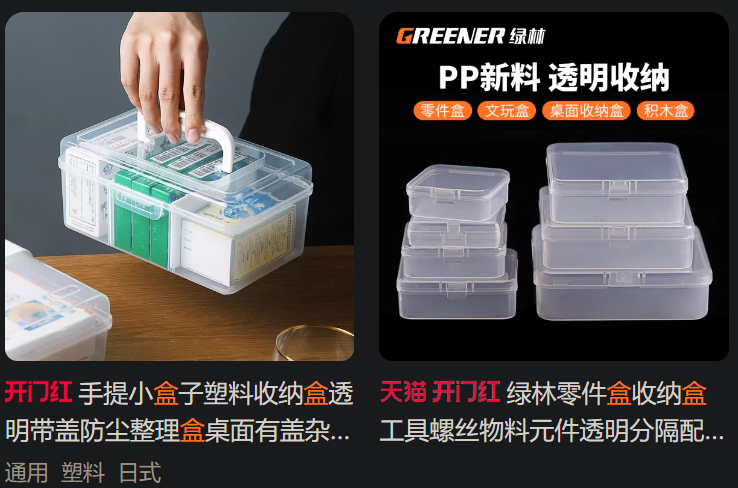 GREENER 绿林
PP新料 透明收纳
零件盒 文玩盒 桌面收纳盒 积木盒
开门红 手提小盒子塑料收纳盒透
明带盖防尘整理盒桌面有盖杂...
通用 塑料 日式
天猫 开门红 绿林零件盒收纳盒
工具螺丝物料元件透明分隔配...